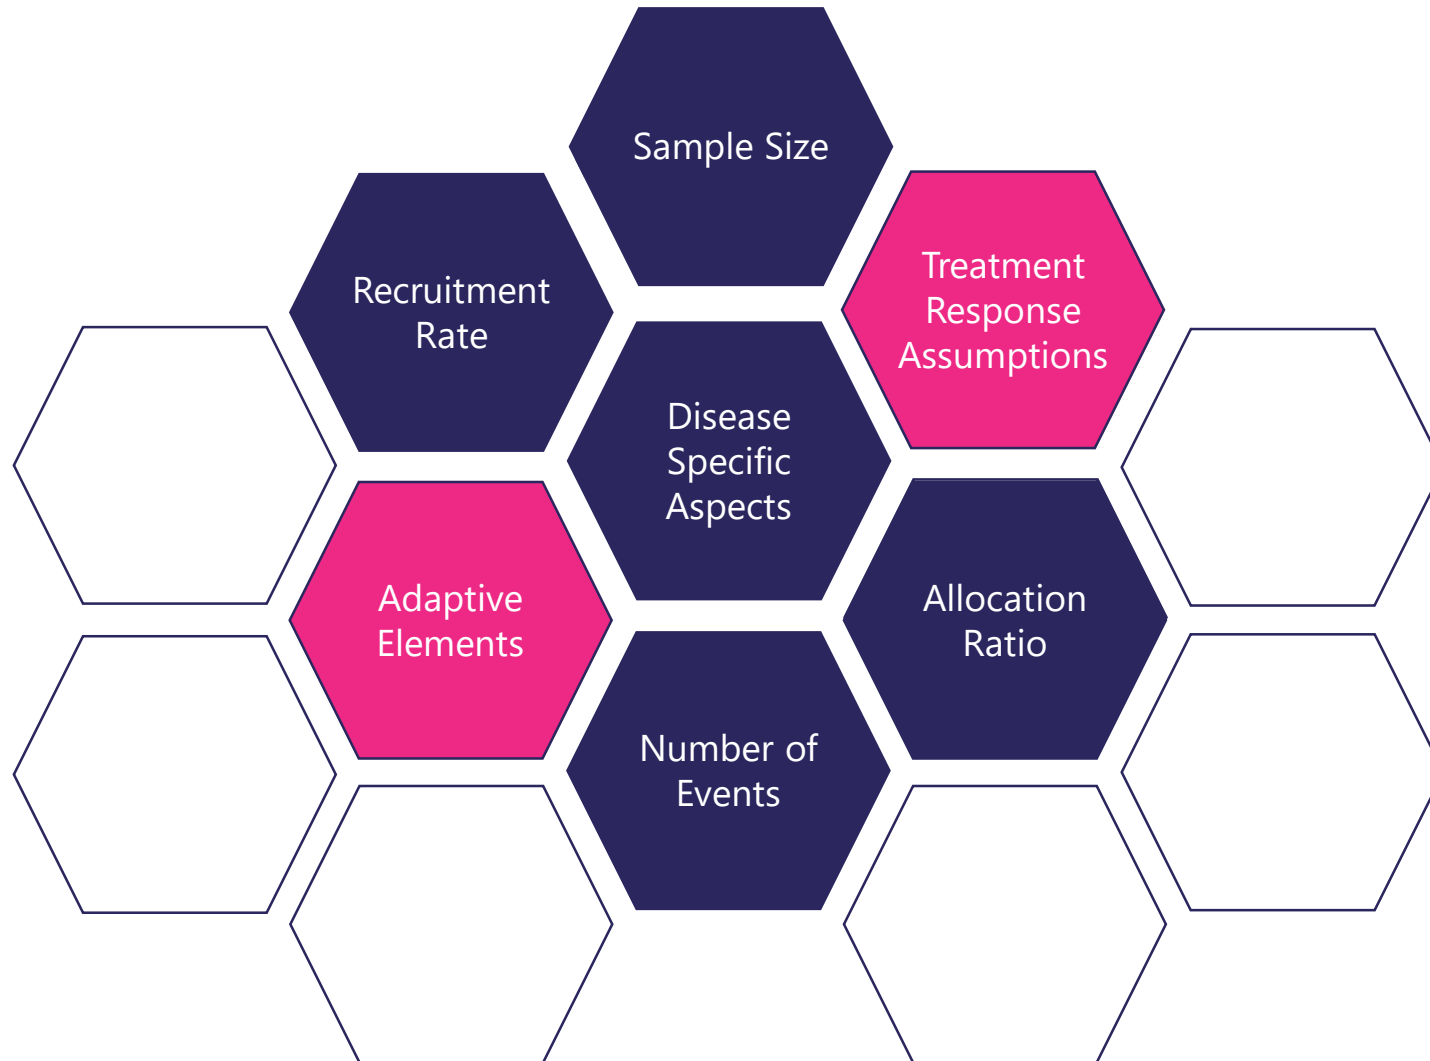 Sample Size
Recruitment
Rate
Treatment
Response
Assumptions
Disease
Specific
Aspects
Adaptive
Elements
Allocation
Ratio
Number of
Events